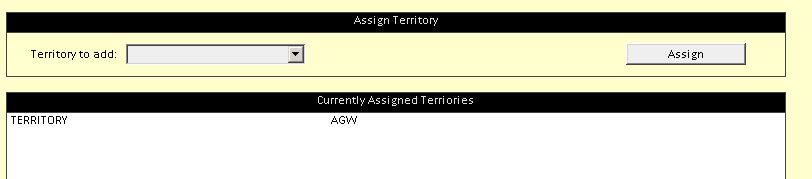 Assign Territory
Territory to add: Assign
Currently Assigned Terriories
TERRITORY AGW